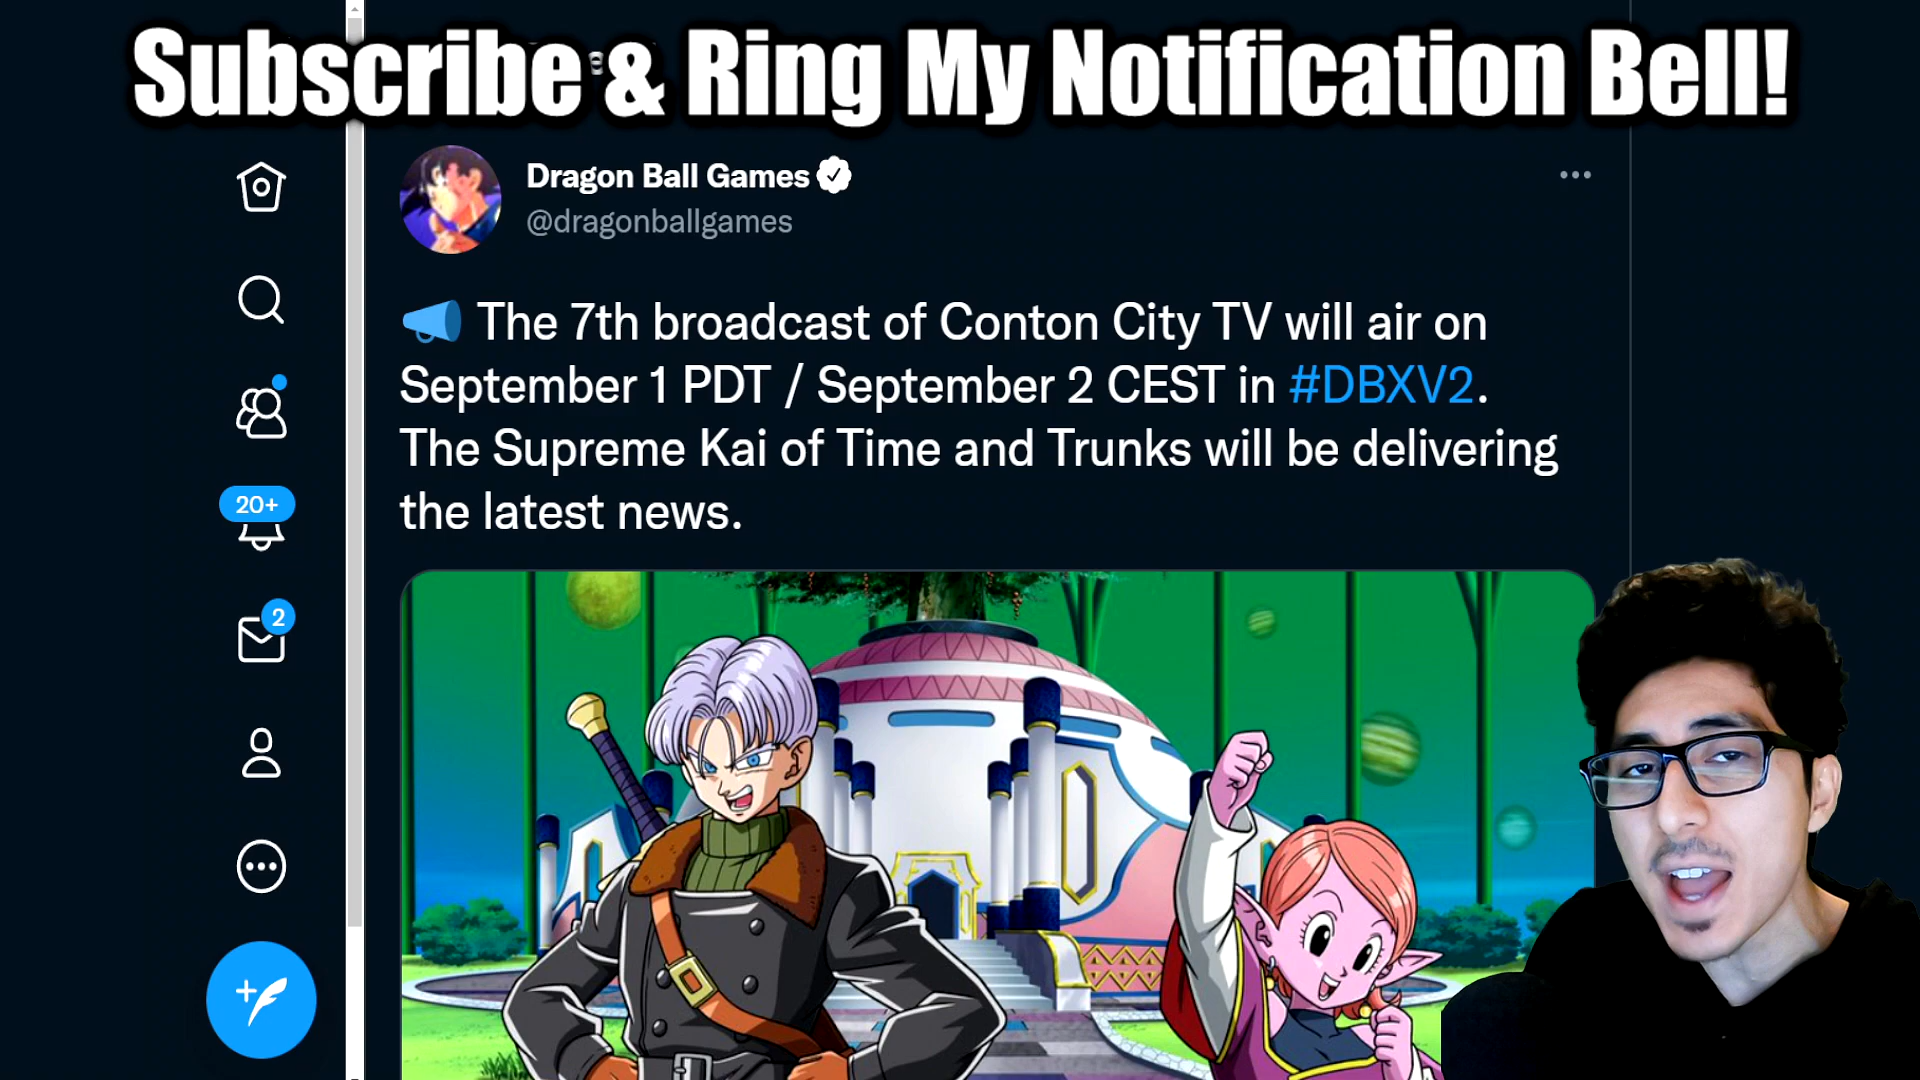 Subscribe & Ring My Notification Bell!
Dragon Ball Games
@dragonballgames
The 7th broadcast of Conton City TV will air on
September 1 PDT / September 2 CEST in #DBXV2.
The Supreme Kai of Time and Trunks will be delivering
the latest news.
20+
2